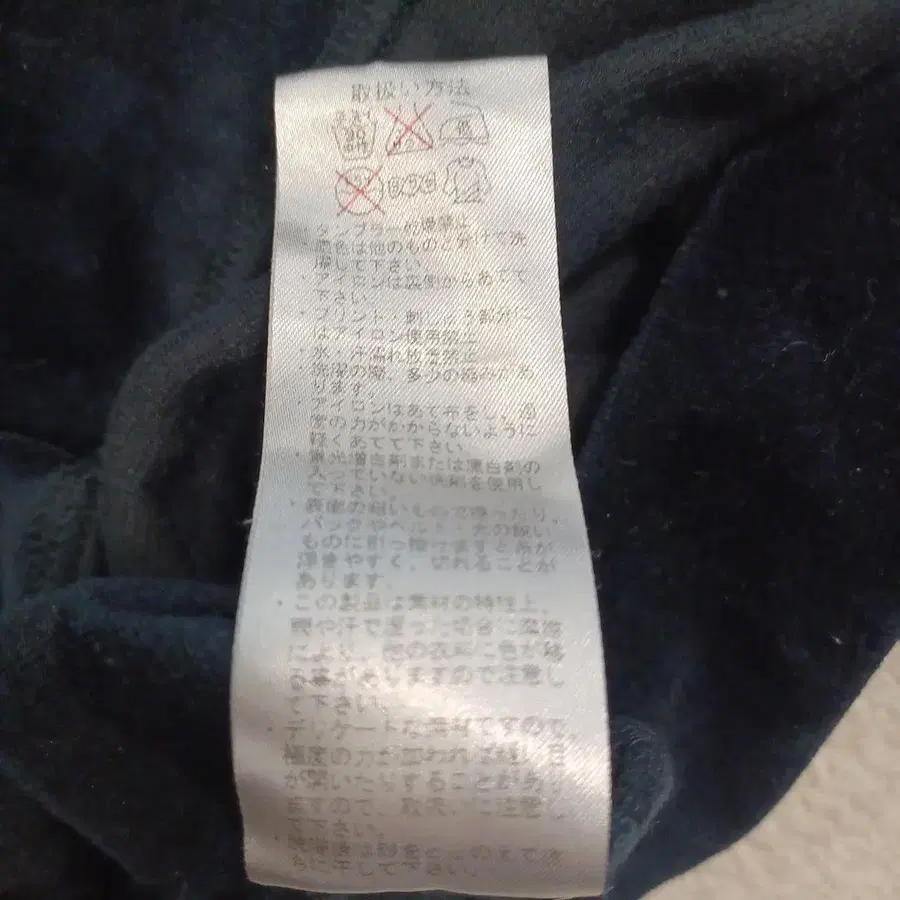 取扱い方法
低
タンブラー乾燥禁止
・濃色は他のものと分けて洗
濯して下さい。
・アイロンは裏側からあてて
下さい。
・プリント・刺 部分に
はアイロン使用禁止
・水・汗濡れ放置禁止
・洗濯の際、多少の縮みがあ
ります。
・アイロンはあて布をし、過
度の力がかからないように
軽くあてて下さい。
・蛍光増白剤または漂白剤の
入っていない洗剤を使用し
て下さい。
・表面の粗いもので擦ったり、
バックやベルト
ものに引っ掛けますと糸が
浮きやすく、切れることが
あります。
・この製品は素材の特性上、
雨や汗で湿った場合に摩擦
により、他の衣料に色が移
る事がありますので注意し
て下さい。
・デリケートな素材ですので、
極度の力が加われば縫い目
が開いたりすることがあり
ますので、取扱いに注意
下さい。